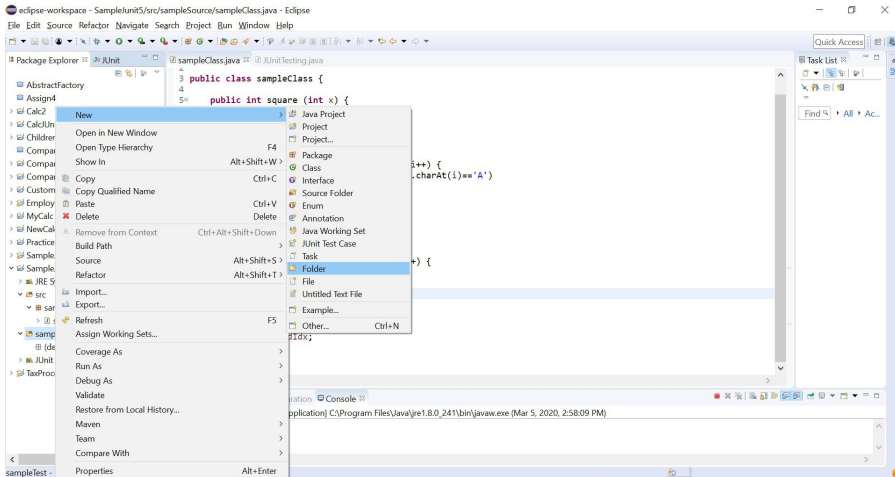 eclipse-workspace - SampleJunit5/src/sampleSource/sampleClass.java - Eclipse
File Edit Source Refactor Navigate Search Project Run Window Help
Quick Access
Package Explorer JUnit
sampleClass.java JUnitTesting.java
Task List
AbstractFactory
Assign4
Calc2
CalcJUn
Children
Compar
Compar
Compar
Custom
Employ
MyCalc
NewCalc
Practice
Sample
Sample
JRE S
src
sar
s
samp
(de
JUnit
TaxProc
3 public class sampleClass {
4
5 public int square (int x) {
i++) {
.charAt(i)=='A')
+) {
dIdx;
Find All Ac...
New
Open in New Window
Open Type Hierarchy F4
Show In Alt+Shift+W
Copy Ctrl+C
Copy Qualified Name
Paste Ctrl+V
Delete Delete
Remove from Context Ctrl+Alt+Shift+Down
Build Path
Source Alt+Shift+S
Refactor Alt+Shift+T
Import...
Export...
Refresh F5
Assign Working Sets...
Coverage As
Run As
Debug As
Validate
Restore from Local History...
Maven
Team
Compare With
Properties Alt+Enter
Java Project
Project
Project...
Package
Class
Interface
Source Folder
Enum
Annotation
Java Working Set
JUnit Test Case
Task
Folder
File
Untitled Text File
Example...
Other... Ctrl+N
ration Console
pplication] C:\Program Files\Java\jre1.8.0_241\bin\javaw.exe (Mar 5, 2020, 2:58:09 PM)
sampleTest -